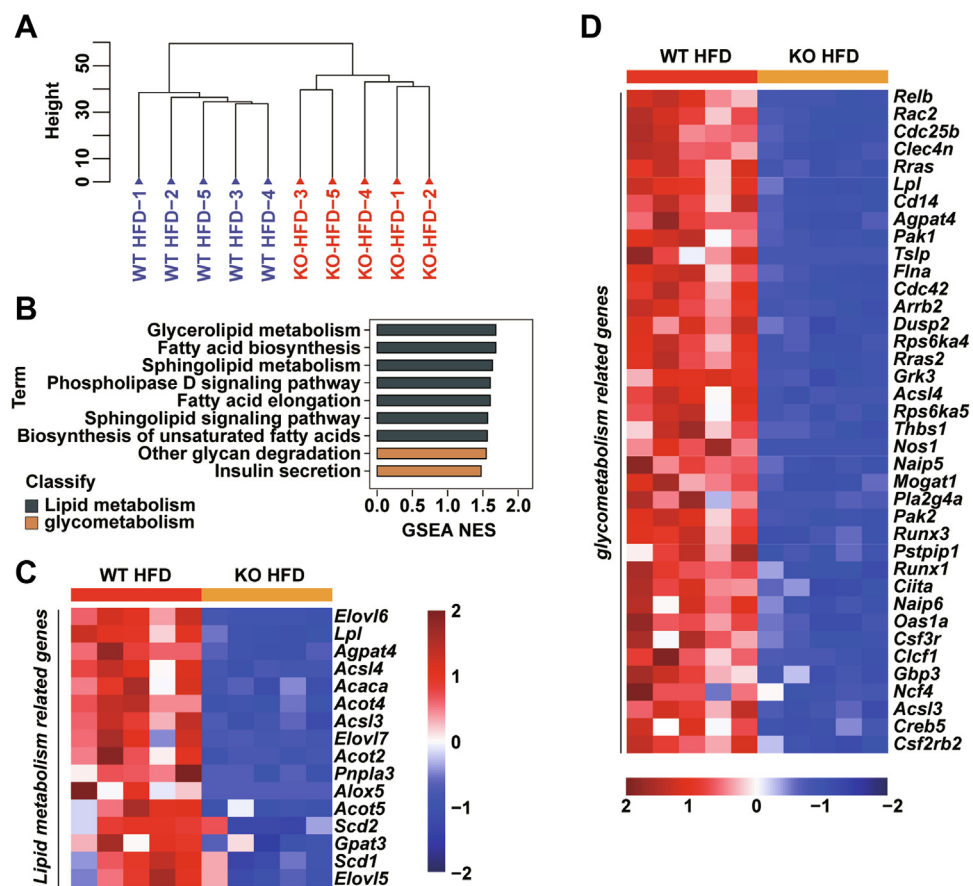 A
Height
0 10 30 50
WT HFD-1
WT HFD-2
WT HFD-5
WT HFD-3
WT HFD-4
KO-HFD-3
KO-HFD-5
KO-HFD-4
KO-HFD-1
KO-HFD-2
B
Term
Glycerolipid metabolism
Fatty acid biosynthesis
Sphingolipid metabolism
Phospholipase D signaling pathway
Fatty acid elongation
Sphingolipid signaling pathway
Biosynthesis of unsaturated fatty acids
Other glycan degradation
Insulin secretion
Classify
Lipid metabolism
glycometabolism
0.0 0.5 1.0 1.5 2.0
GSEA NES
C
WT HFD KO HFD
Lipid metabolism related genes
Elovl6
Lpl
Agpat4
Acsl4
Acaca
Acot4
Acsl3
Elovl7
Acot2
Pnpla3
Alox5
Acot5
Scd2
Gpat3
Scd1
Elovl5
2
1
0
-1
-2
D
WT HFD KO HFD
glycometabolism related genes
Relb
Rac2
Cdc25b
Clec4n
Rras
Lpl
Cd14
Agpat4
Pak1
Tslp
Flna
Cdc42
Arrb2
Dusp2
Rps6ka4
Rras2
Grk3
Acsl4
Rps6ka5
Thbs1
Nos1
Naip5
Mogat1
Pla2g4a
Pak2
Runx3
Pstpip1
Runx1
Ciita
Naip6
Oas1a
Csf3r
Clcf1
Gbp3
Ncf4
Acsl3
Creb5
Csf2rb2
2 1 0 -1 -2